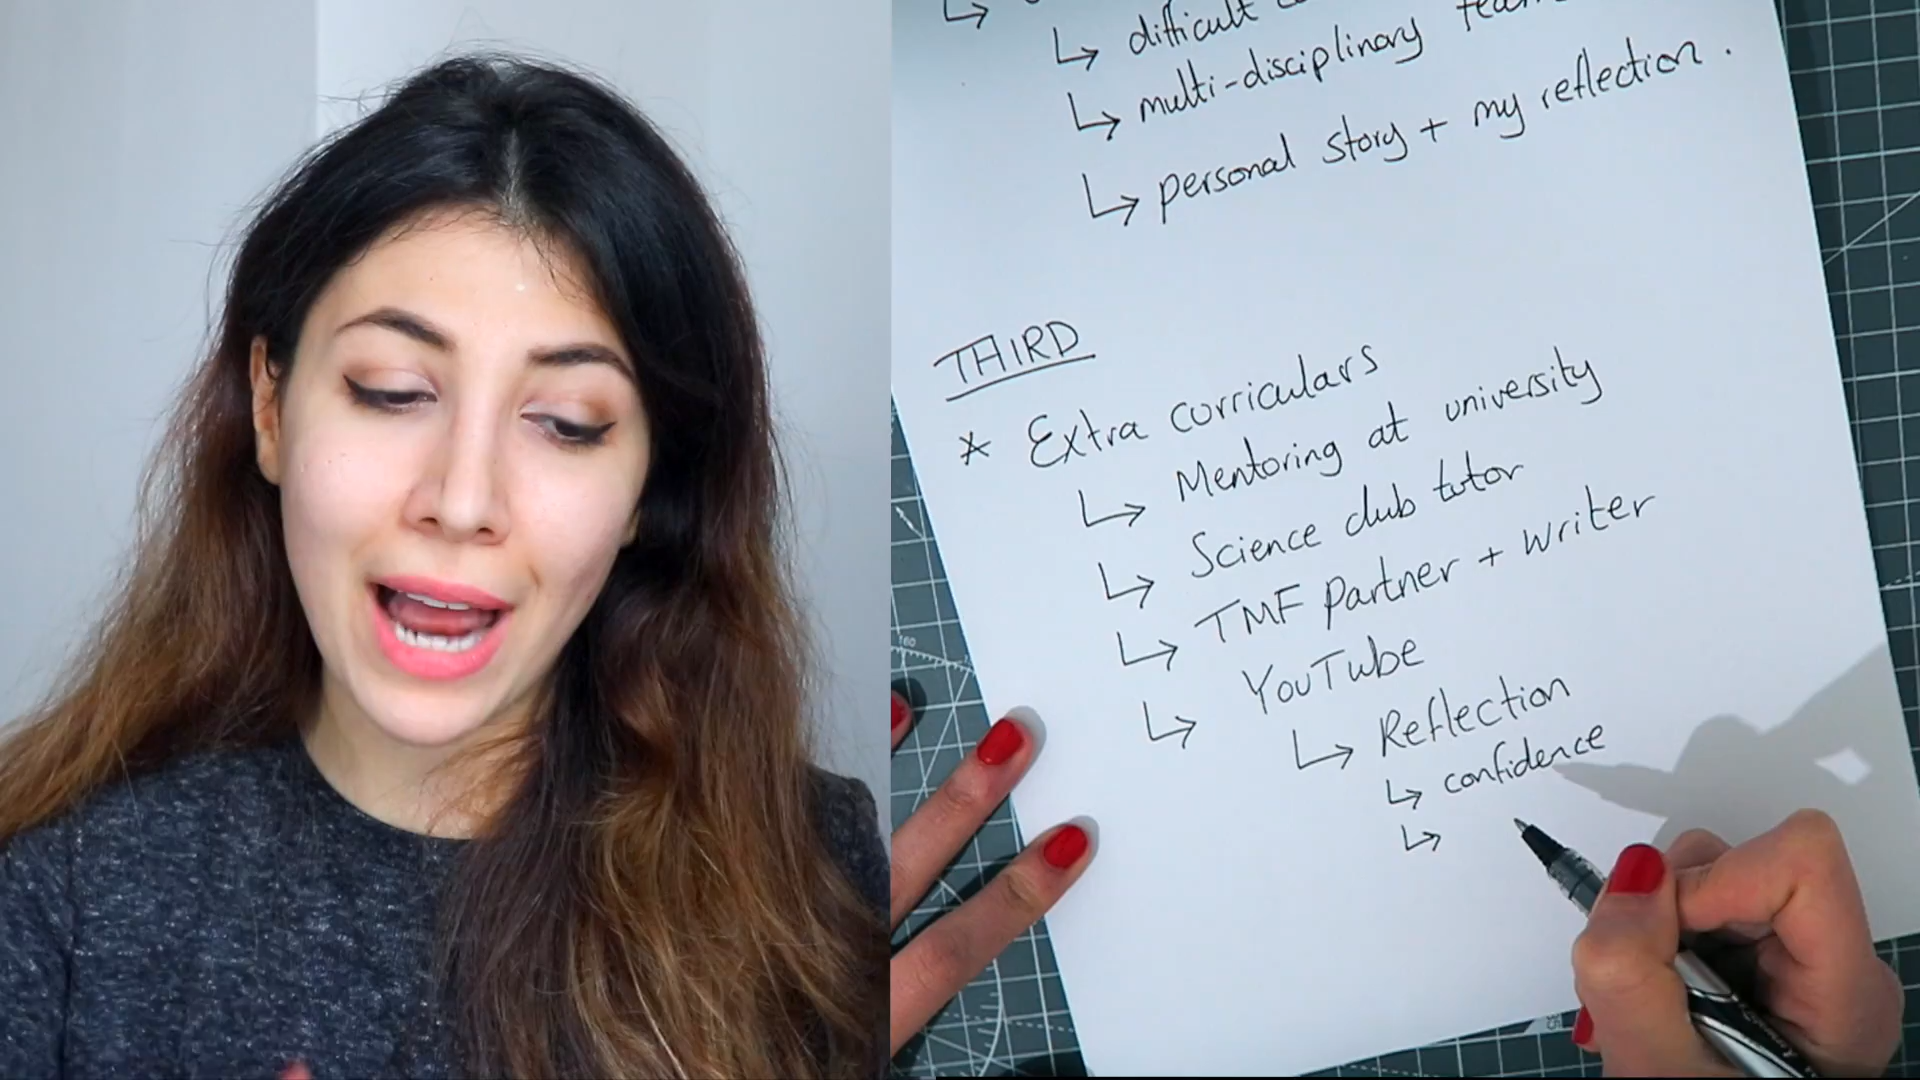 ↳ difficult
↳ multi-disciplinary
↳ personal story + my reflection.
THIRD
* Extra curriculars
↳ Mentoring at university
↳ Science club tutor
↳ TMF partner + writer
↳ YouTube
↳ Reflection
↳ confidence
↳